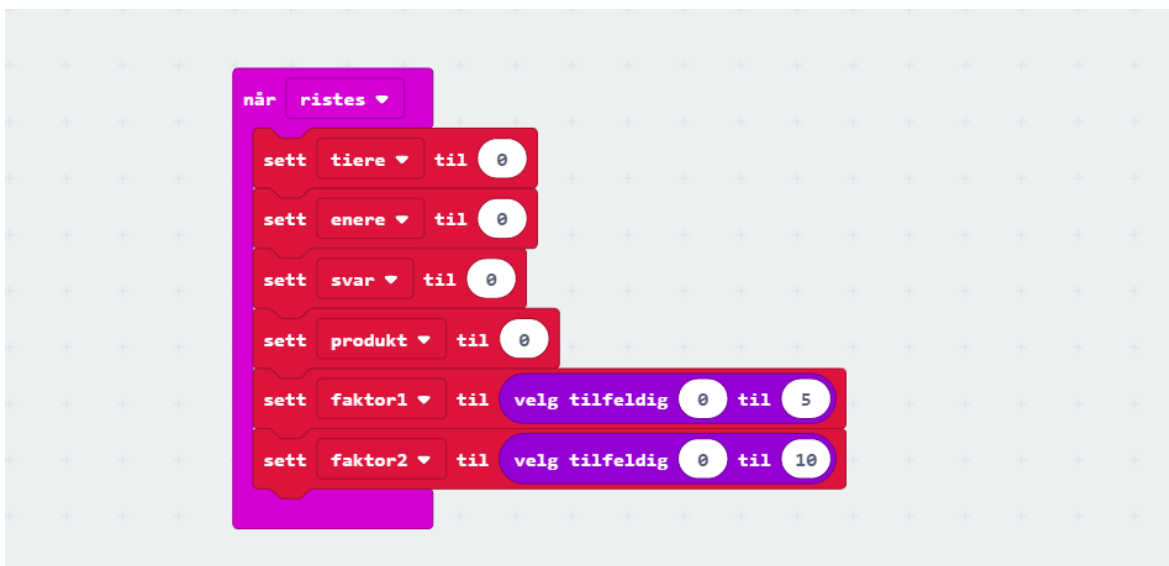 når ristes
sett tiere til 0
sett enere til 0
sett svar til 0
sett produkt til 0
sett faktor1 til velg tilfeldig 0 til 5
sett faktor2 til velg tilfeldig 0 til 10